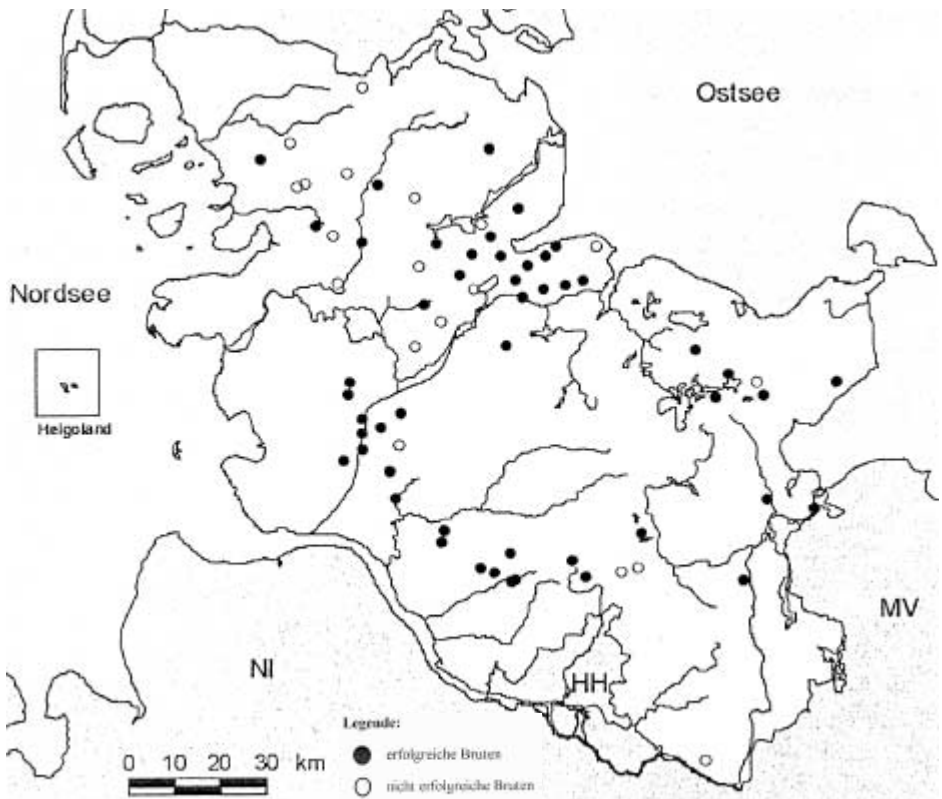 Ostsee
Nordsee
Helgoland
MV
NI
HH
Legende:
erfolgreiche Bruten
nicht erfolgreiche Bruten
km
0 10 20 30